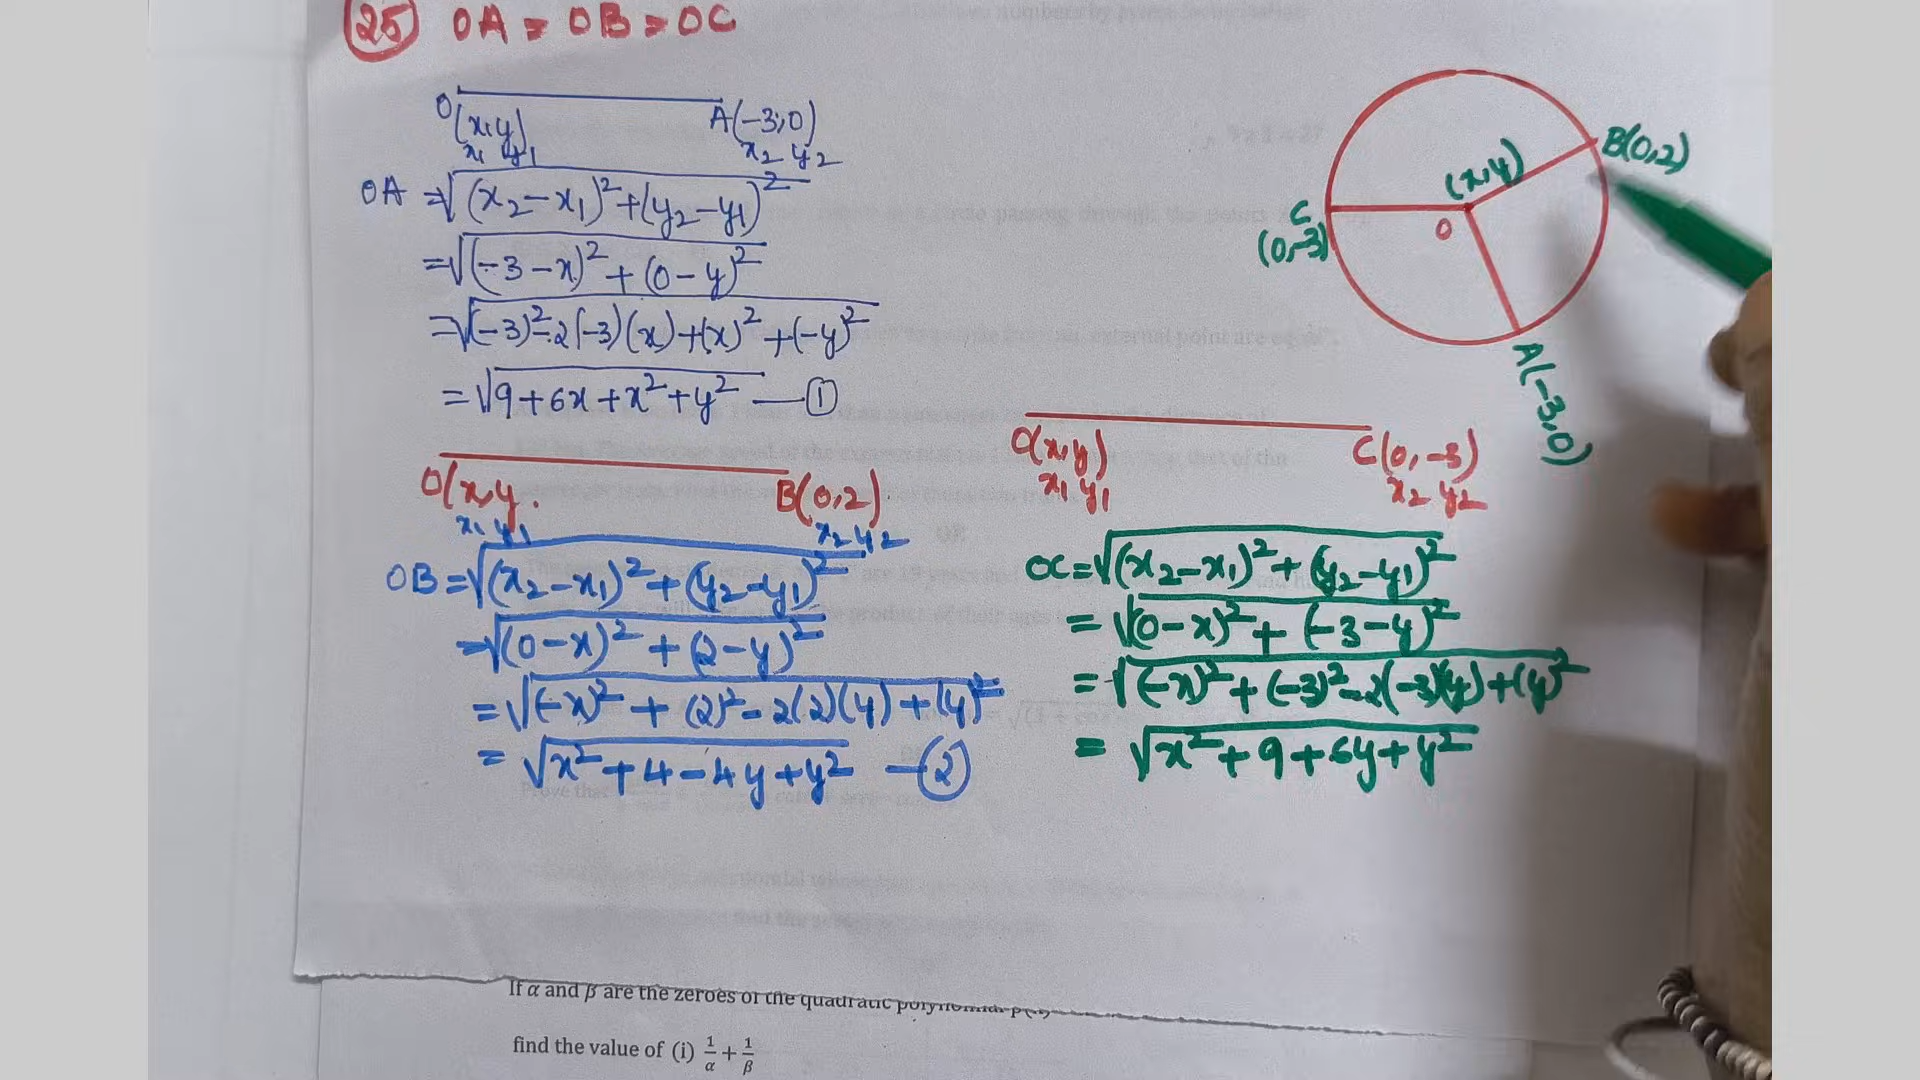 25 OA = OB = OC
O(x,y) A(-3,0)
x₁ y₁ x₂ y₂
OA = √(x₂-x₁)²+(y₂-y₁)²
= √(-3-x)²+(0-y)²
= √(-3)²-2(-3)(x)+(x)²+(-y)²
= √9+6x+x²+y² —①
O(x,y. B(0,2)
x₁ y₁ x₂ y₂
OB = √(x₂-x₁)²+(y₂-y₁)²
= √(0-x)²+(2-y)²
= √(-x)²+(2)²-2(2)(y)+(y)²
= √x²+4-4y+y² —②
B(0,2)
(x,y)
C
O
(0,-3)
A(-3,0)
O(x,y) C(0,-3)
x₁ y₁ x₂ y₂
OC = √(x₂-x₁)²+(y₂-y₁)²
= √(0-x)²+(-3-y)²
= √(-x)²+(-3)²-2(-3)(y)+(y)²
= √x²+9+6y+y²
If α and β are the zeroes of the quadratic polynomial
find the value of (i) 1/α + 1/β